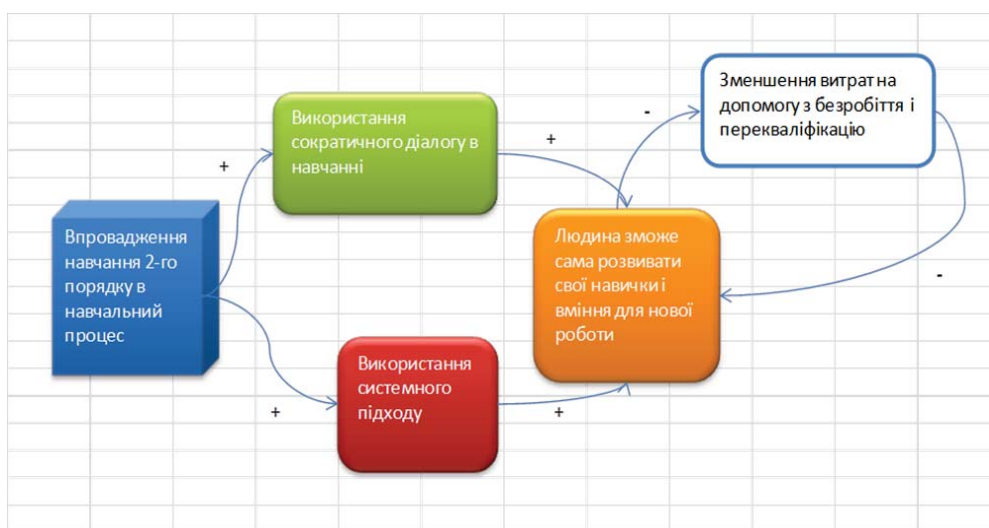 Впровадження
навчання 2-го
порядку в
навчальний
процес
+
Використання
сократичного діалогу в
навчанні
+
+
Використання
системного
підходу
+
Людина зможе
сама розвивати
свої навички і
вміння для нової
роботи
-
Зменшення витрат на
допомогу з безробіття і
перекваліфікацію
-